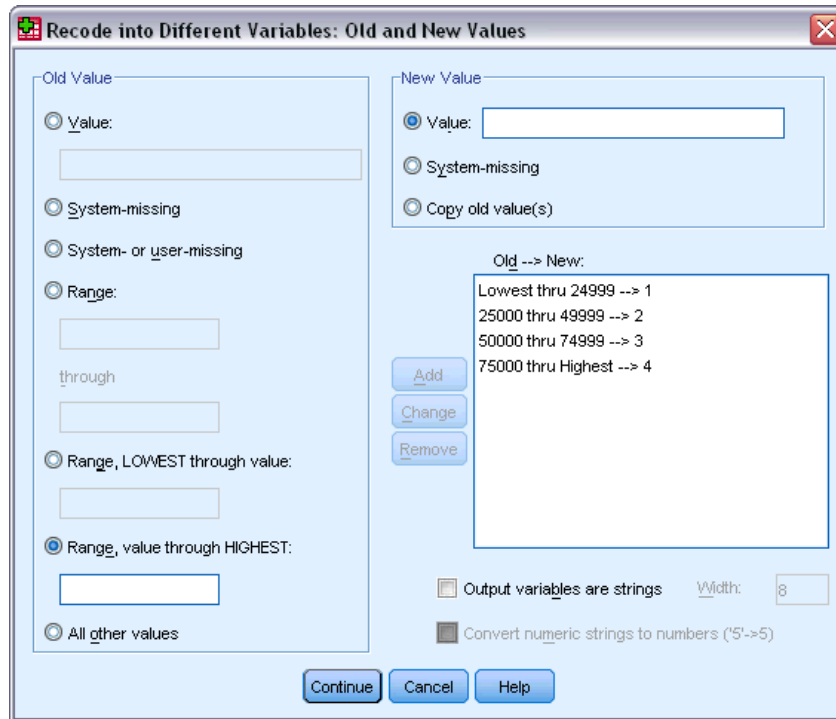 Recode into Different Variables: Old and New Values
Old Value
Value:
System-missing
System- or user-missing
Range:
through
Range, LOWEST through value:
Range, value through HIGHEST:
All other values
New Value
Value:
System-missing
Copy old value(s)
Old --> New:
Lowest thru 24999 --> 1
25000 thru 49999 --> 2
50000 thru 74999 --> 3
75000 thru Highest --> 4
Add
Change
Remove
Output variables are strings Width: 8
Convert numeric strings to numbers ('5'->5)
Continue Cancel Help